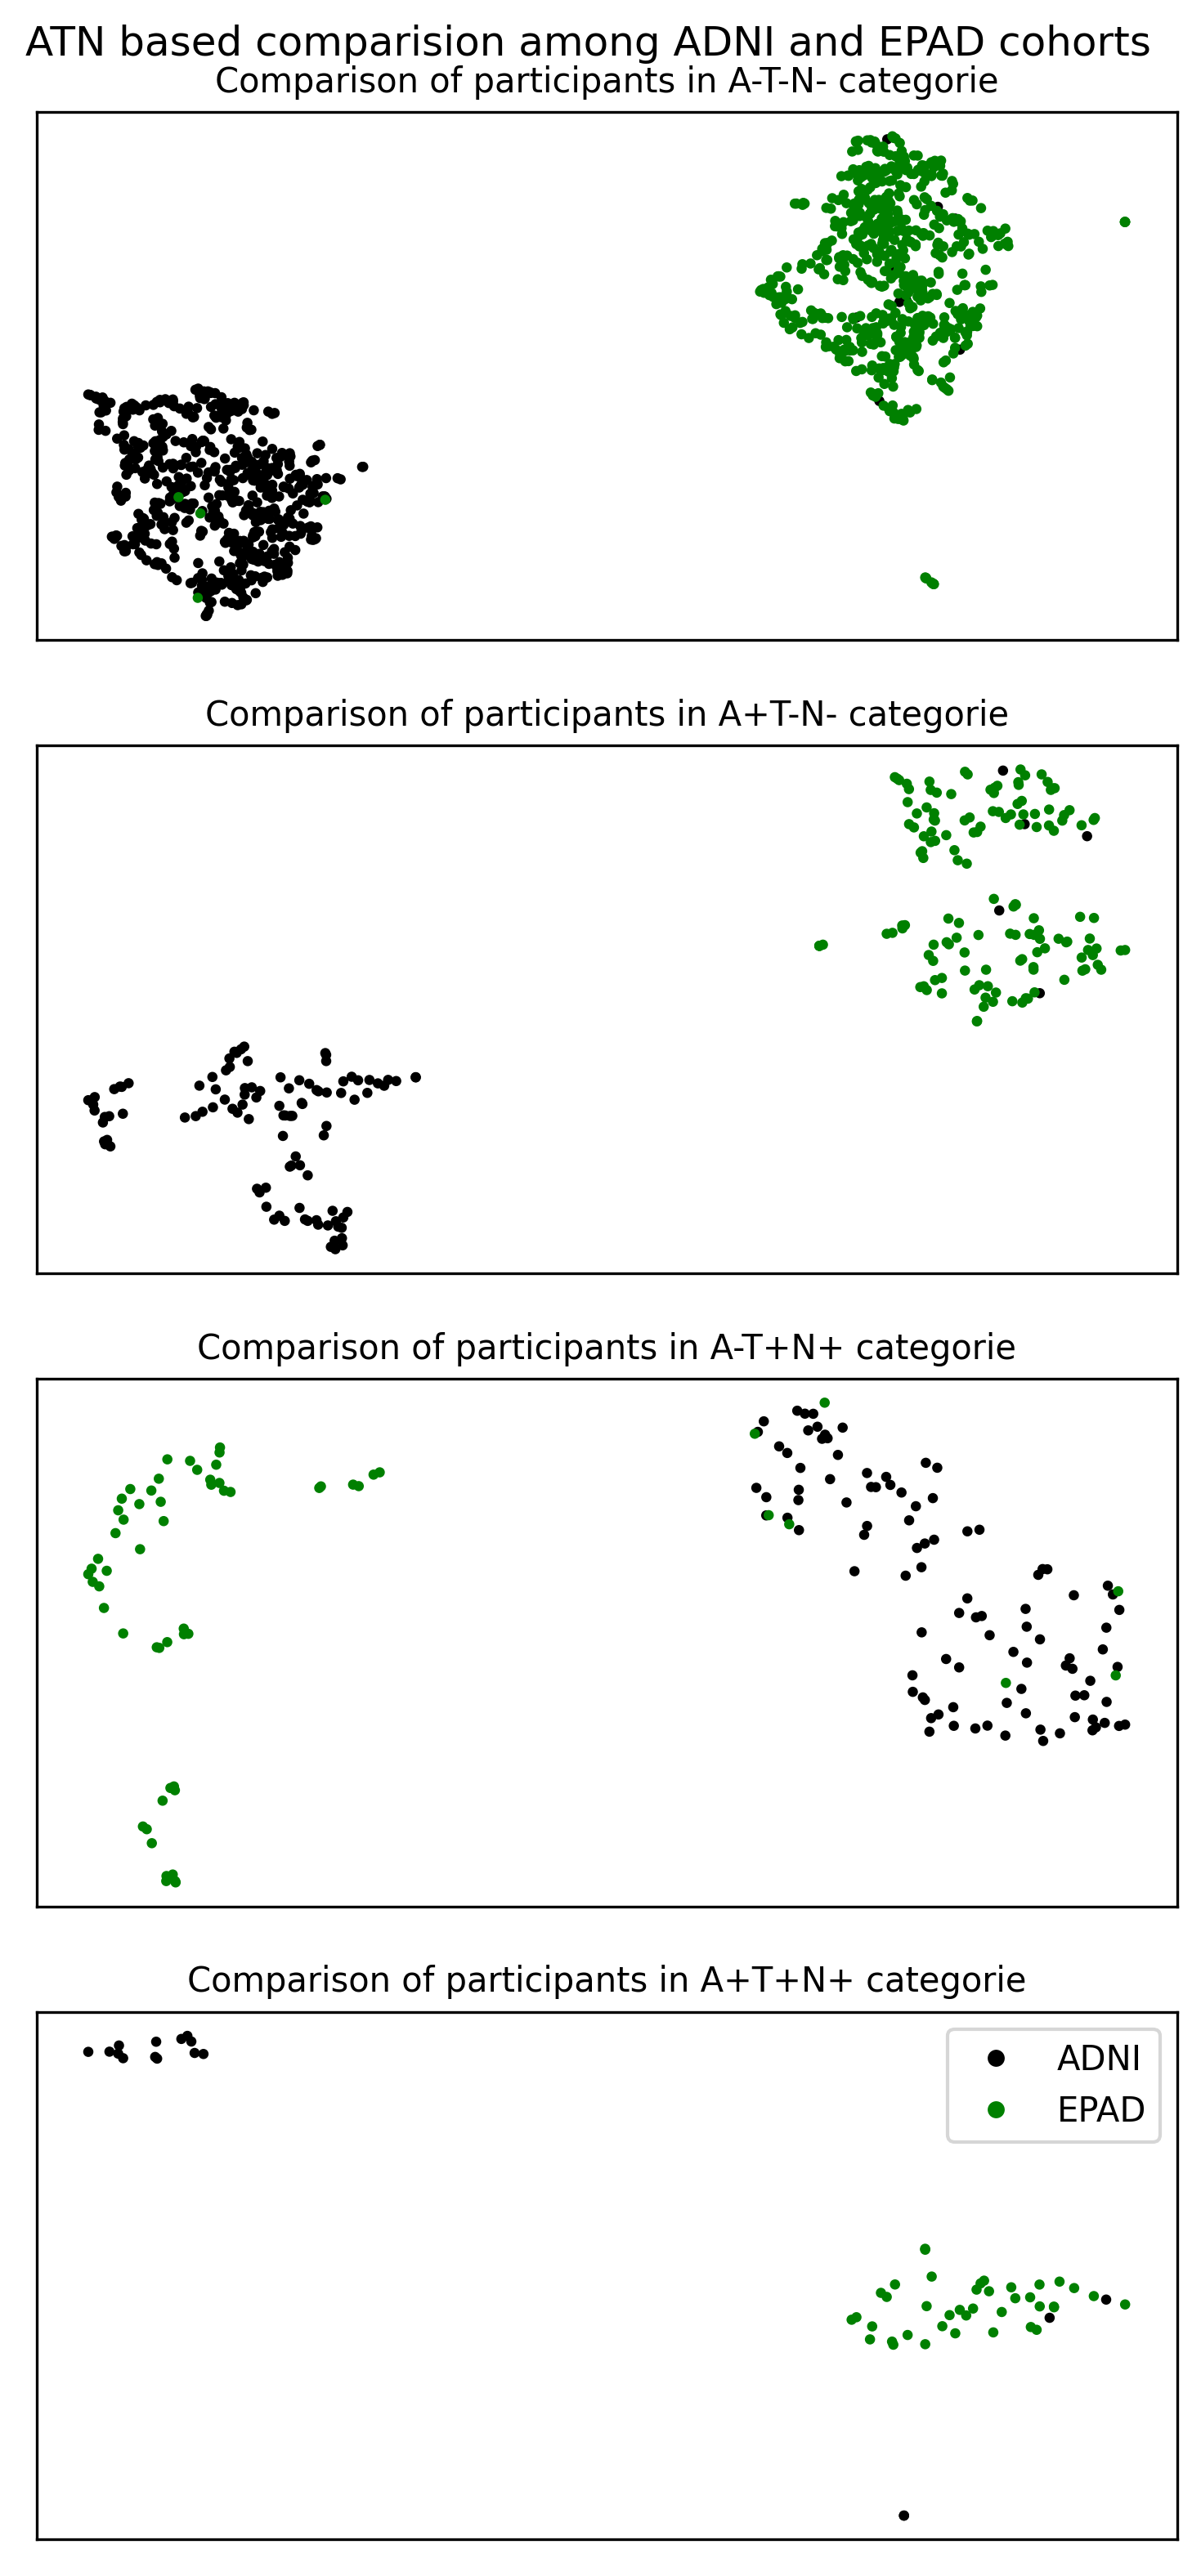 ATN based comparision among ADNI and EPAD cohorts
Comparison of participants in A-T-N- categorie
Comparison of participants in A+T-N- categorie
Comparison of participants in A-T+N+ categorie
Comparison of participants in A+T+N+ categorie
ADNI
EPAD